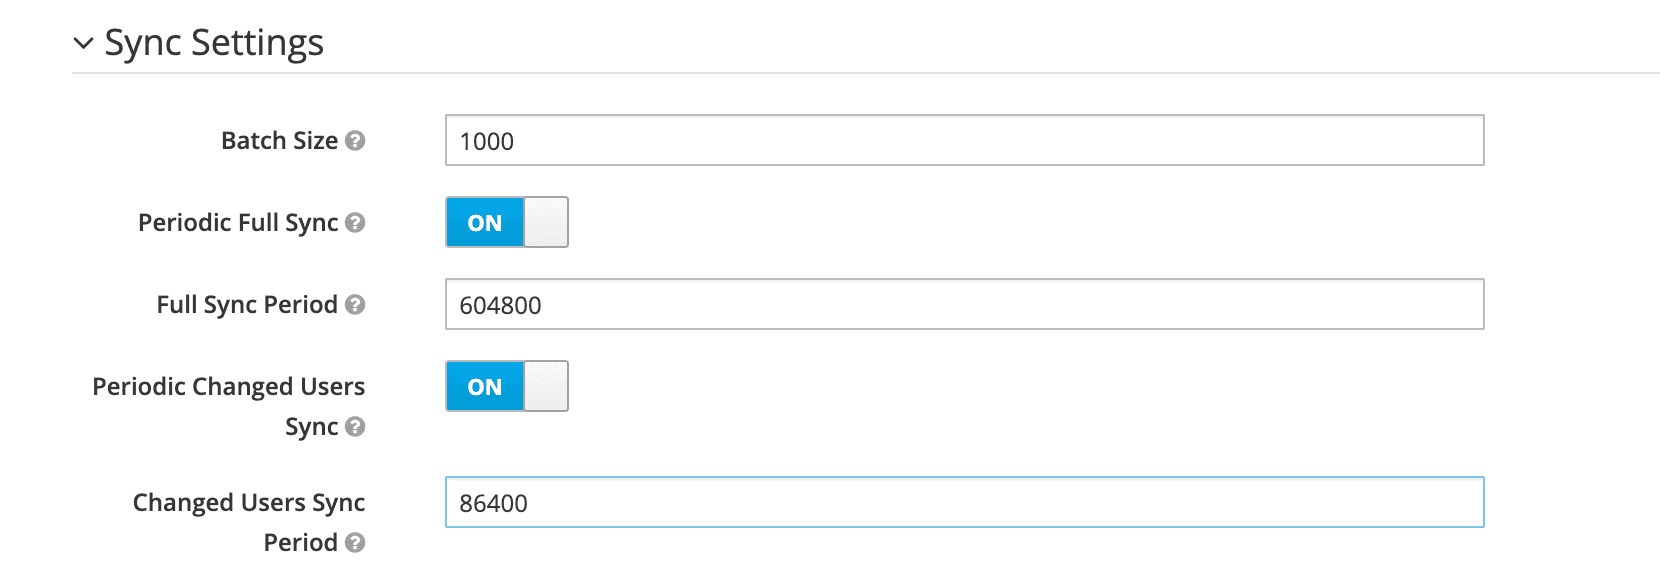 Sync Settings
Batch Size
1000
Periodic Full Sync
ON
Full Sync Period
604800
Periodic Changed Users
Sync
ON
Changed Users Sync
Period
86400